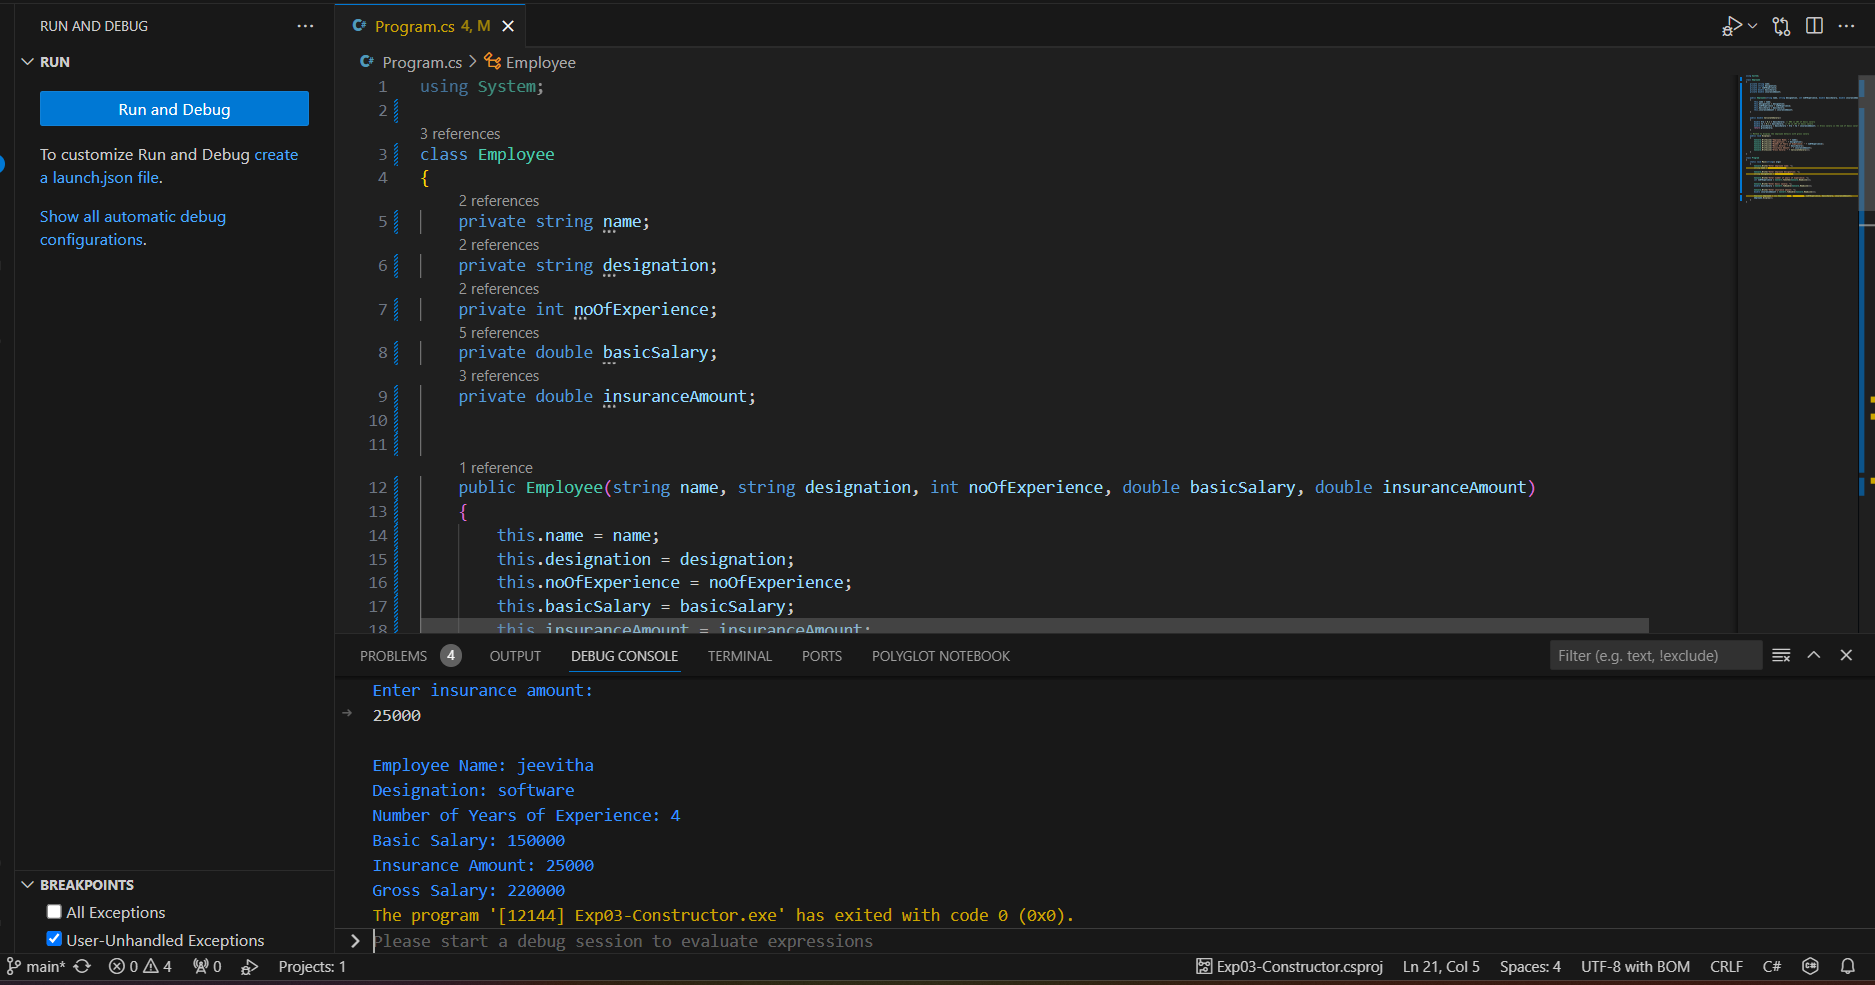 RUN AND DEBUG
RUN
Run and Debug
To customize Run and Debug create
a launch.json file.
Show all automatic debug
configurations.
BREAKPOINTS
All Exceptions
User-Unhandled Exceptions
Program.cs 4, M
Program.cs > Employee
1 using System;
2
3 references
3 class Employee
4 {
2 references
5 private string name;
2 references
6 private string designation;
2 references
7 private int noOfExperience;
5 references
8 private double basicSalary;
3 references
9 private double insuranceAmount;
10
11
1 reference
12 public Employee(string name, string designation, int noOfExperience, double basicSalary, double insuranceAmount)
13 {
14 this.name = name;
15 this.designation = designation;
16 this.noOfExperience = noOfExperience;
17 this.basicSalary = basicSalary;
18 this.insuranceAmount = insuranceAmount;
PROBLEMS 4 OUTPUT DEBUG CONSOLE TERMINAL PORTS POLYGLOT NOTEBOOK Filter (e.g. text, !exclude)
Enter insurance amount:
25000
Employee Name: jeevitha
Designation: software
Number of Years of Experience: 4
Basic Salary: 150000
Insurance Amount: 25000
Gross Salary: 220000
The program '[12144] Exp03-Constructor.exe' has exited with code 0 (0x0).
Please start a debug session to evaluate expressions
main* 0 4 0 Projects: 1 Exp03-Constructor.csproj Ln 21, Col 5 Spaces: 4 UTF-8 with BOM CRLF C#